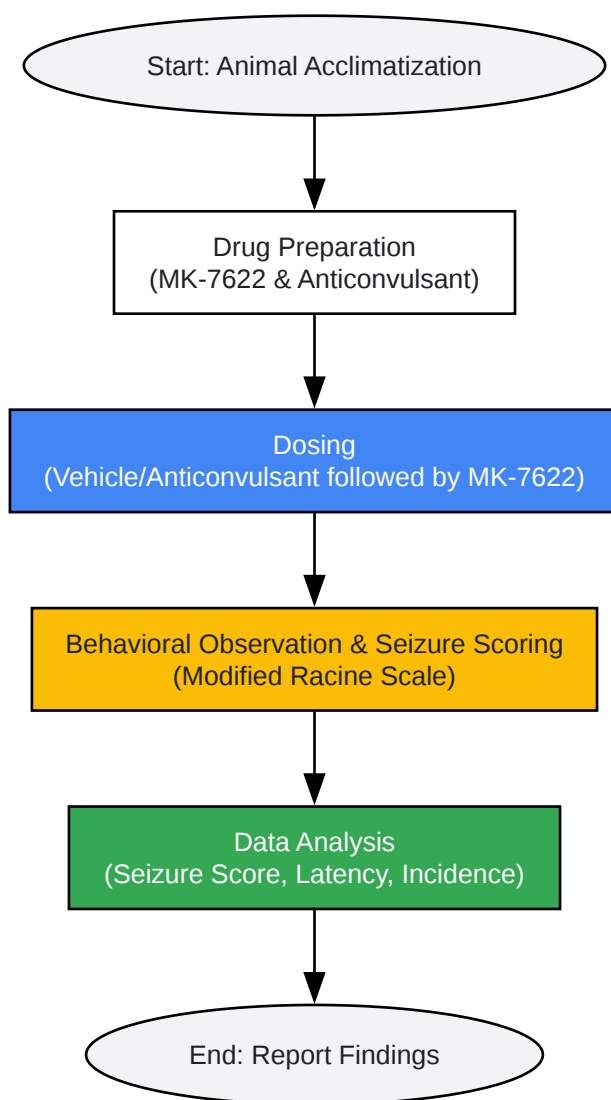 Start: Animal Acclimatization
Drug Preparation
(MK-7622 & Anticonvulsant)
Dosing
(Vehicle/Anticonvulsant followed by MK-7622)
Behavioral Observation & Seizure Scoring
(Modified Racine Scale)
Data Analysis
(Seizure Score, Latency, Incidence)
End: Report Findings